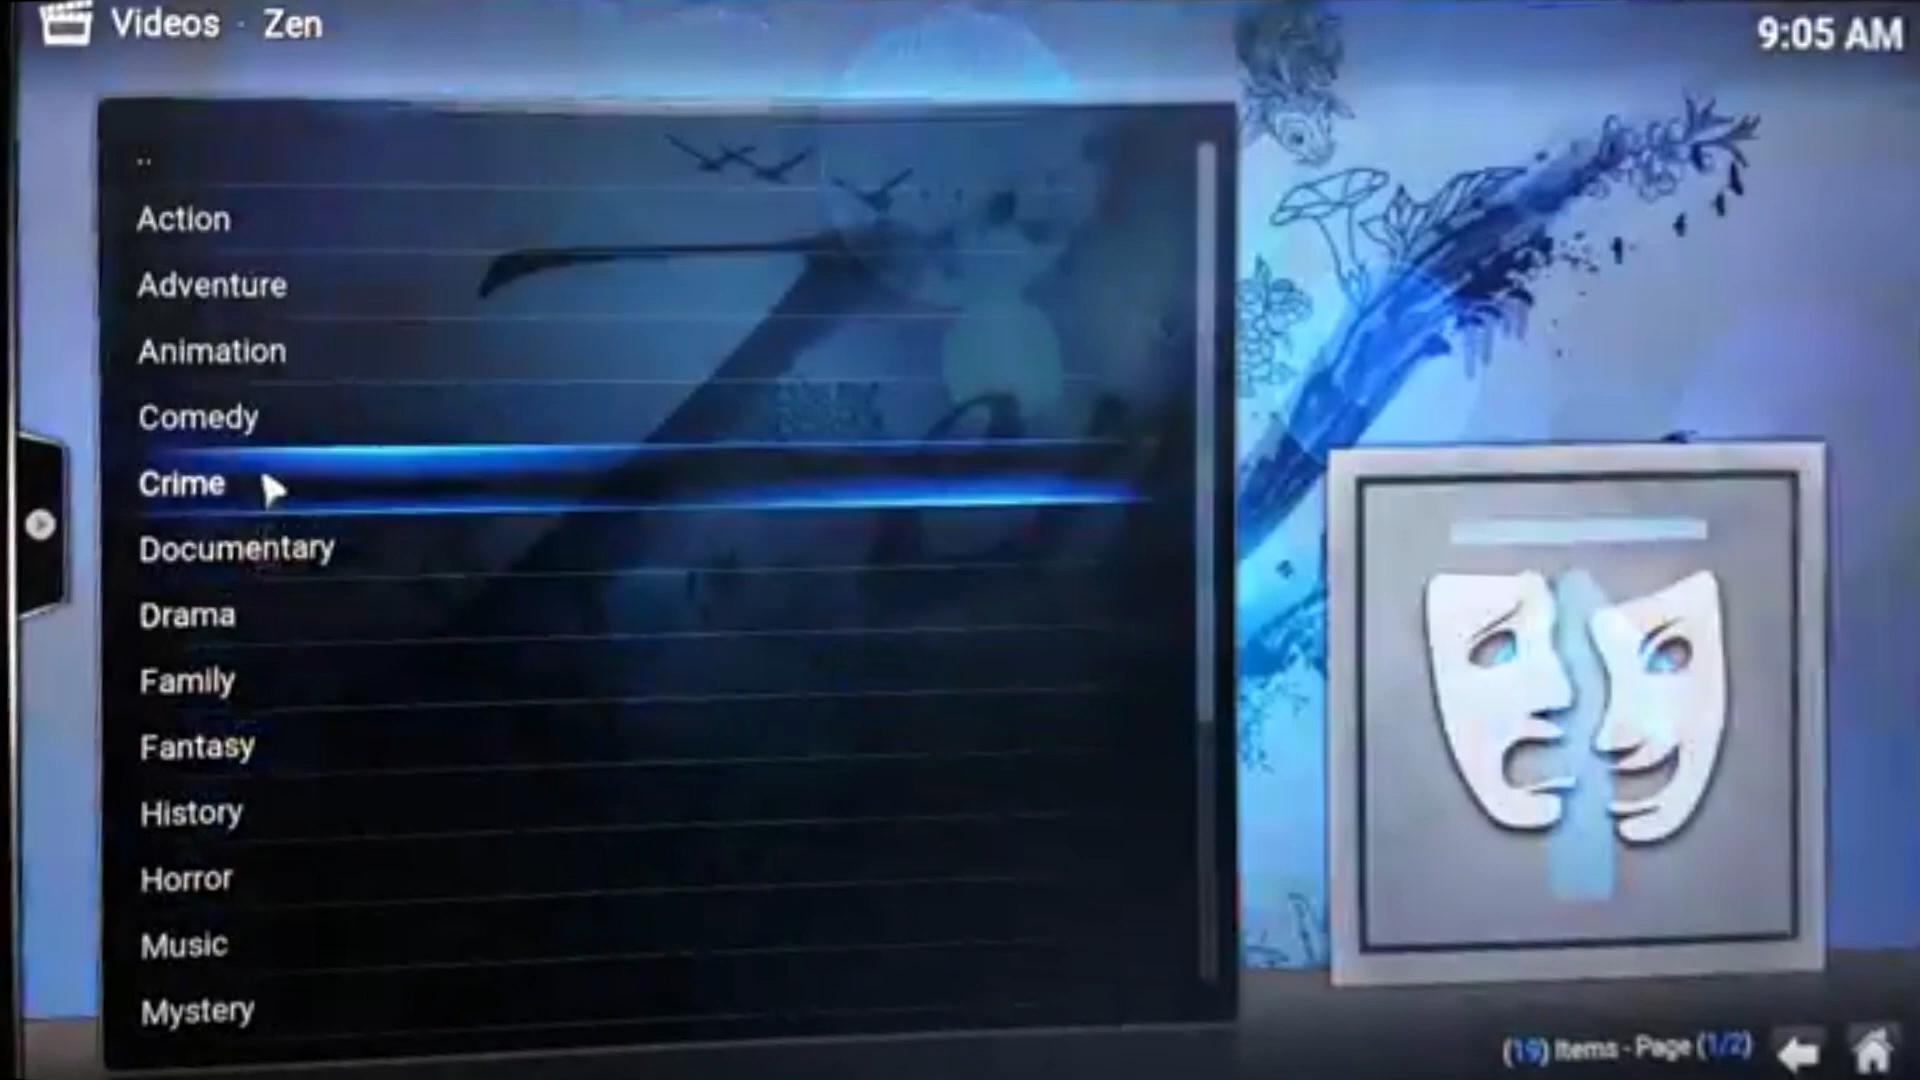 Videos · Zen
9:05 AM
..
Action
Adventure
Animation
Comedy
Crime
Documentary
Drama
Family
Fantasy
History
Horror
Music
Mystery
(19) Items - Page (1/2)